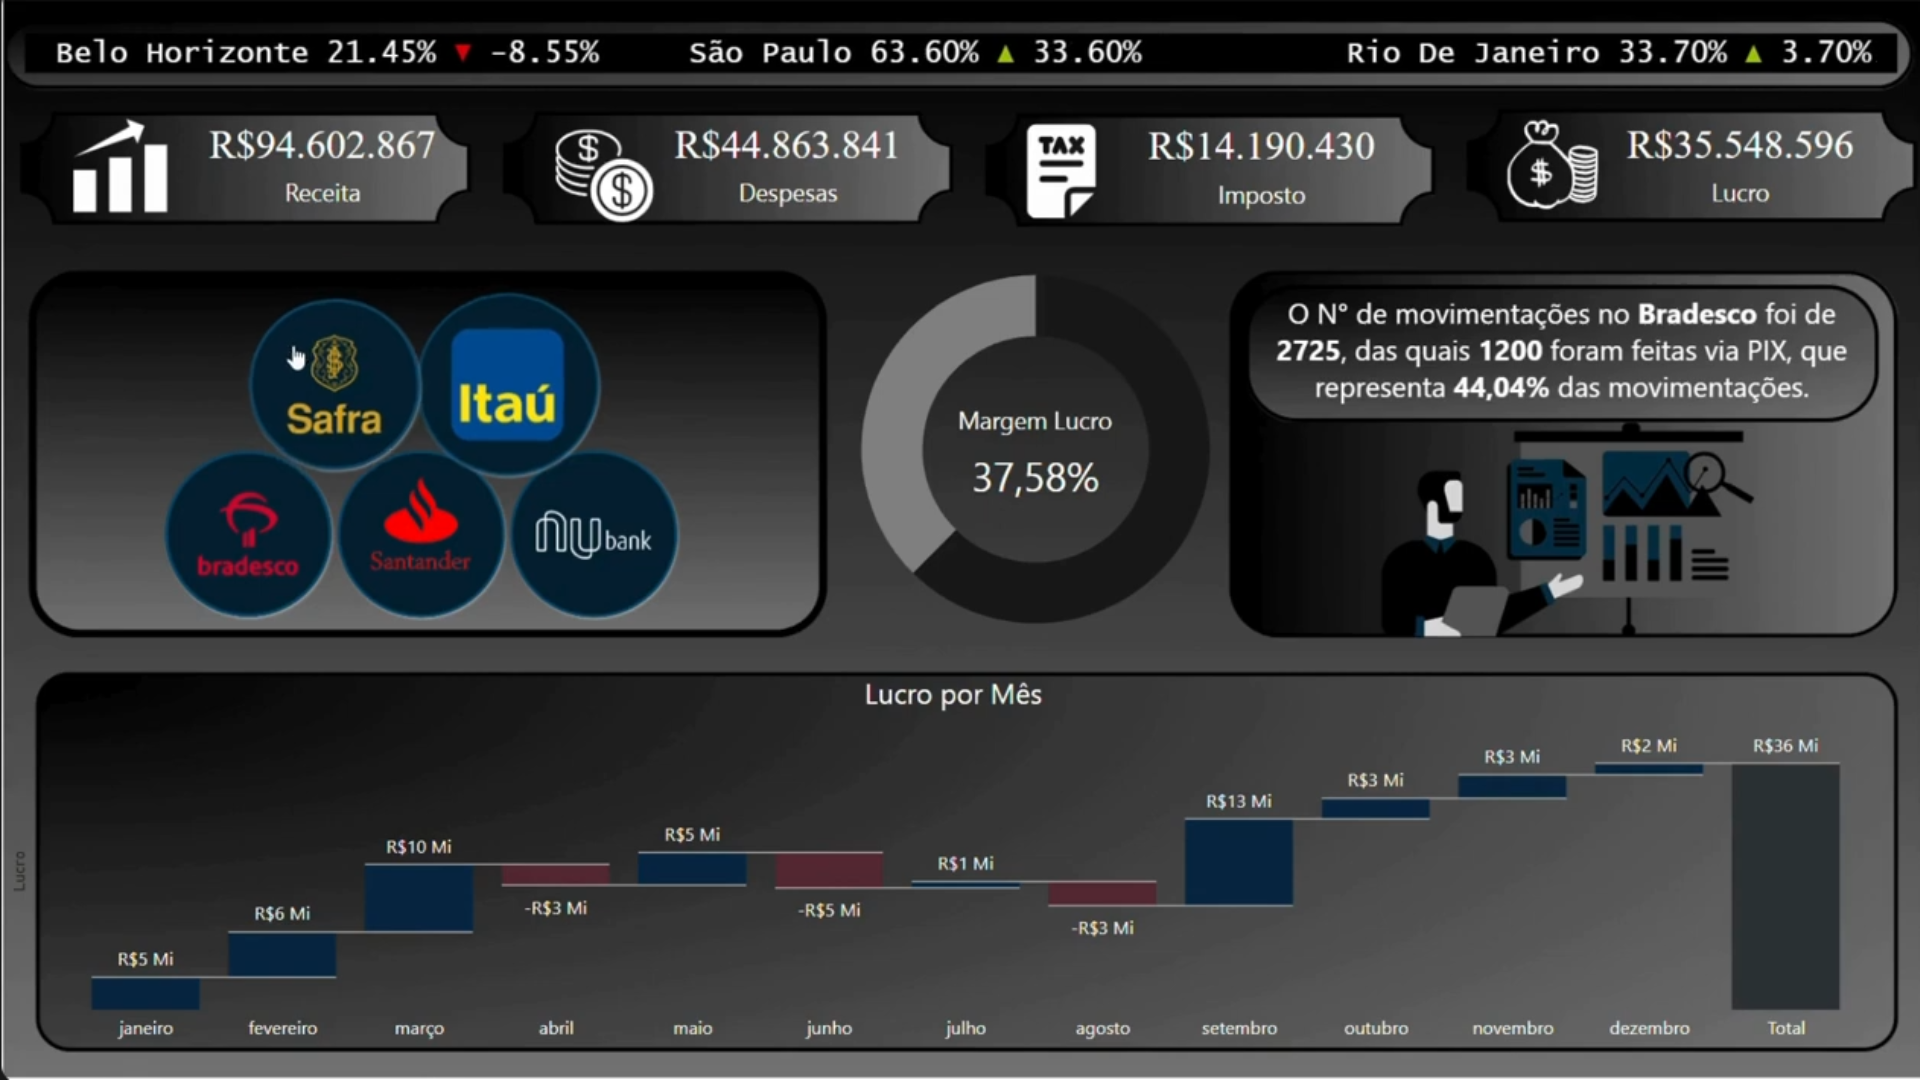 Belo Horizonte 21.45% ▼ -8.55% São Paulo 63.60% ▲ 33.60% Rio De Janeiro 33.70% ▲ 3.70%
R$94.602.867
Receita
$
$
R$44.863.841
Despesas
TAX
R$14.190.430
Imposto
$
R$35.548.596
Lucro
Safra
Itaú
bradesco
Santander
nu bank
Margem Lucro
37,58%
O N° de movimentações no Bradesco foi de
2725, das quais 1200 foram feitas via PIX, que
representa 44,04% das movimentações.
Lucro por Mês
Lucro
R$5 Mi
R$6 Mi
R$10 Mi
-R$3 Mi
R$5 Mi
-R$5 Mi
R$1 Mi
-R$3 Mi
R$13 Mi
R$3 Mi
R$3 Mi
R$2 Mi
R$36 Mi
janeiro fevereiro março abril maio junho julho agosto setembro outubro novembro dezembro Total